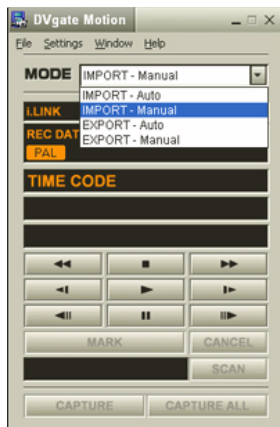 DVgate Motion
File Settings Window Help
MODE IMPORT - Manual
IMPORT - Auto
i.LINK IMPORT - Manual
REC DAT EXPORT - Auto
PAL EXPORT - Manual
TIME CODE
MARK CANCEL
SCAN
CAPTURE CAPTURE ALL